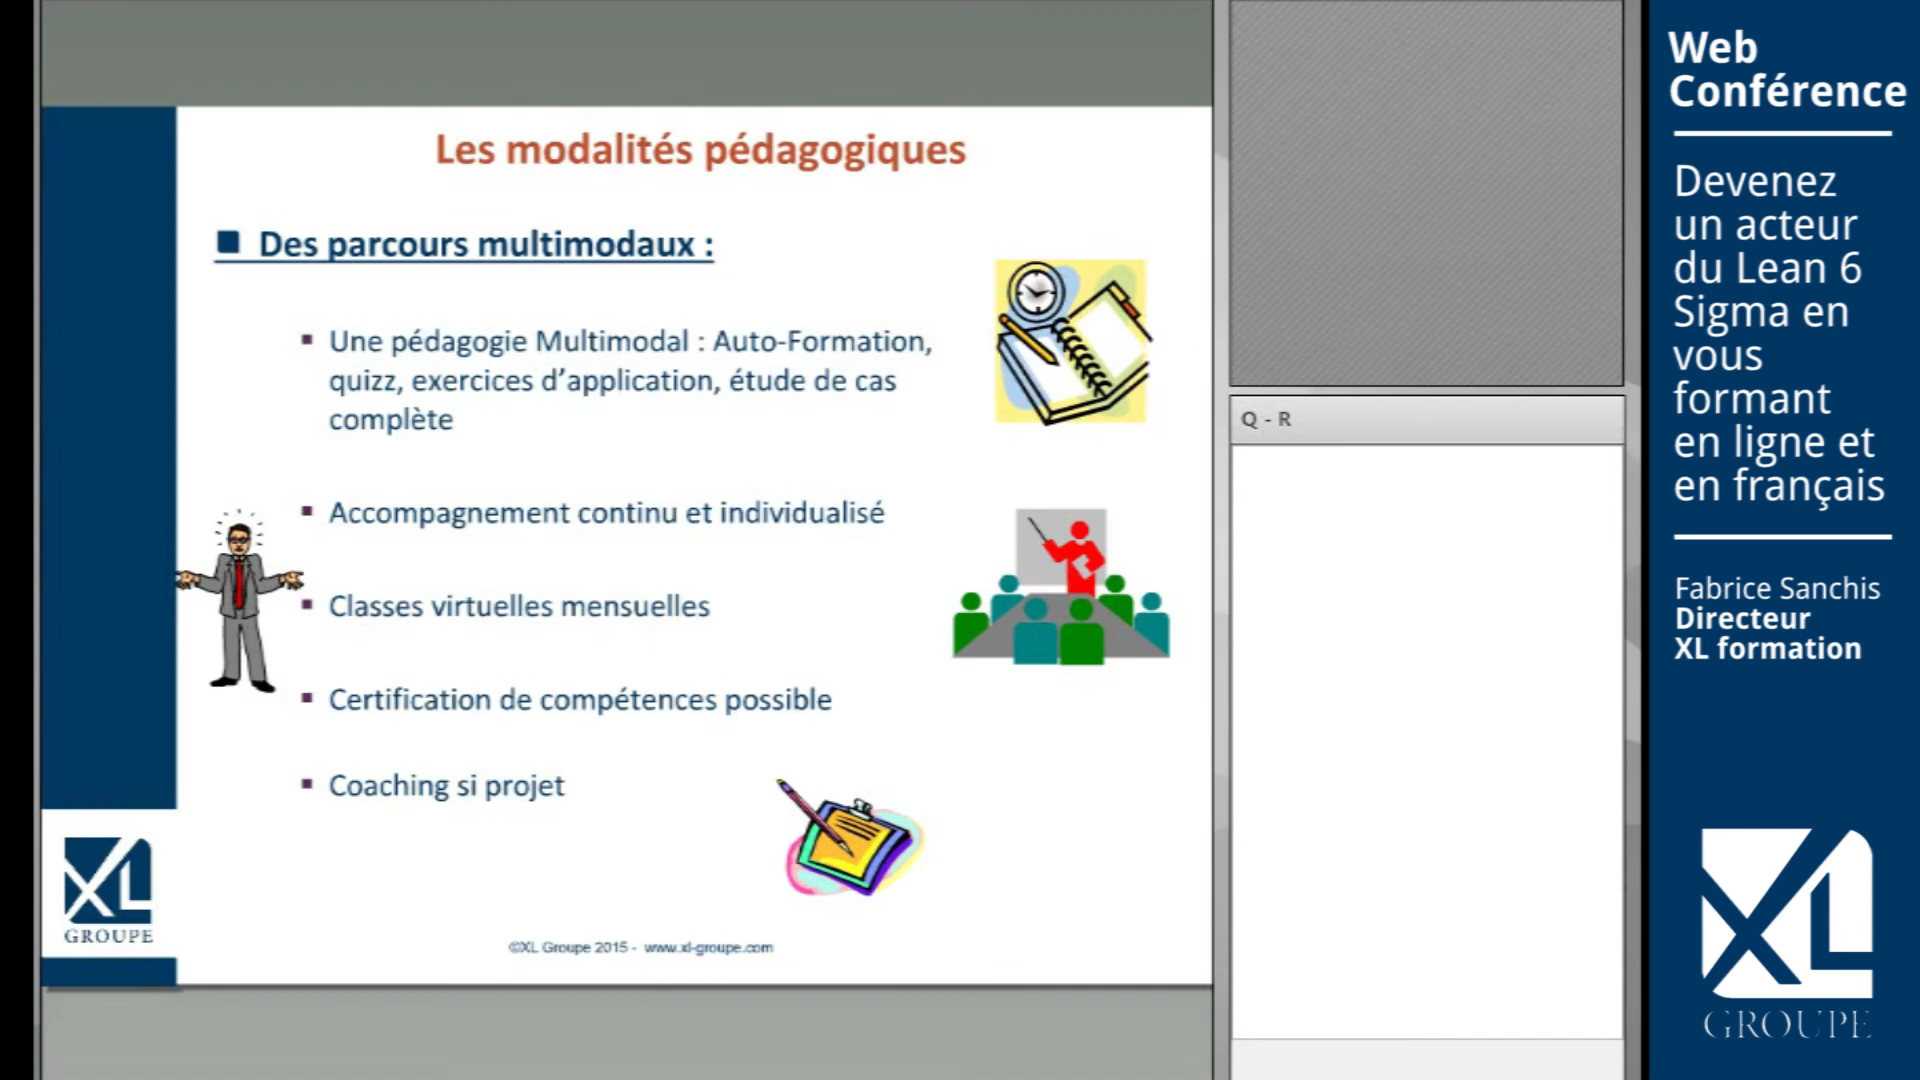 Les modalités pédagogiques
Des parcours multimodaux :
Une pédagogie Multimodal : Auto-Formation,
quizz, exercices d’application, étude de cas
complète
Accompagnement continu et individualisé
Classes virtuelles mensuelles
Certification de compétences possible
Coaching si projet
XL
GROUPE
©XL Groupe 2015 - www.xl-groupe.com
Q - R
Web
Conférence
Devenez
un acteur
du Lean 6
Sigma en
vous
formant
en ligne et
en français
Fabrice Sanchis
Directeur
XL formation
XL
GROUPE